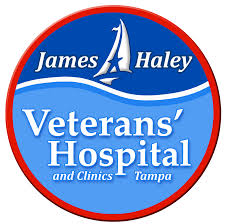 James A Haley
Veterans'
Hospital
and Clinics Tampa